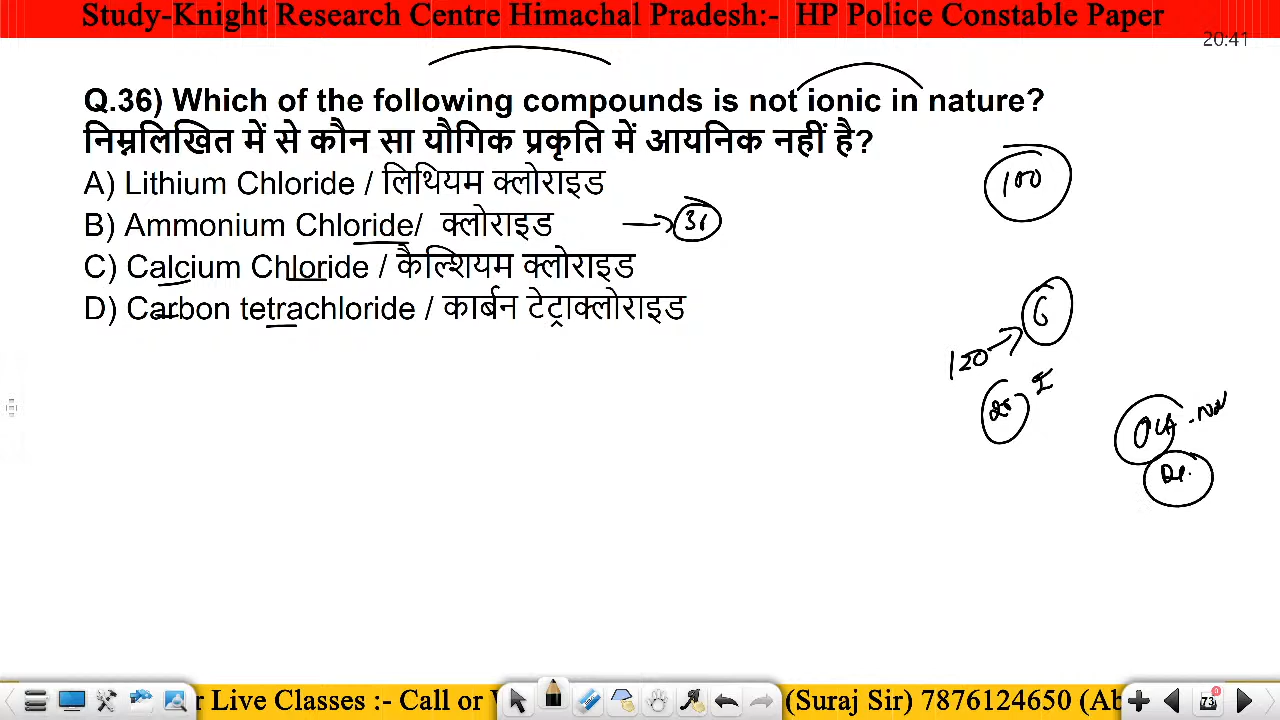 Study-Knight Research Centre Himachal Pradesh:-  HP Police Constable Paper
20:41
Q.36) Which of the following compounds is not ionic in nature?
निम्नलिखित में से कौन सा यौगिक प्रकृति में आयनिक नहीं है?
A) Lithium Chloride / लिथियम क्लोराइड
100
B) Ammonium Chloride/  क्लोराइड
C) Calcium Chloride / कैल्शियम क्लोराइड
D) Carbon tetrachloride / कार्बन टेट्राक्लोराइड
120
r Live Classes :- Call or
(Suraj Sir) 7876124650 (Ab
73